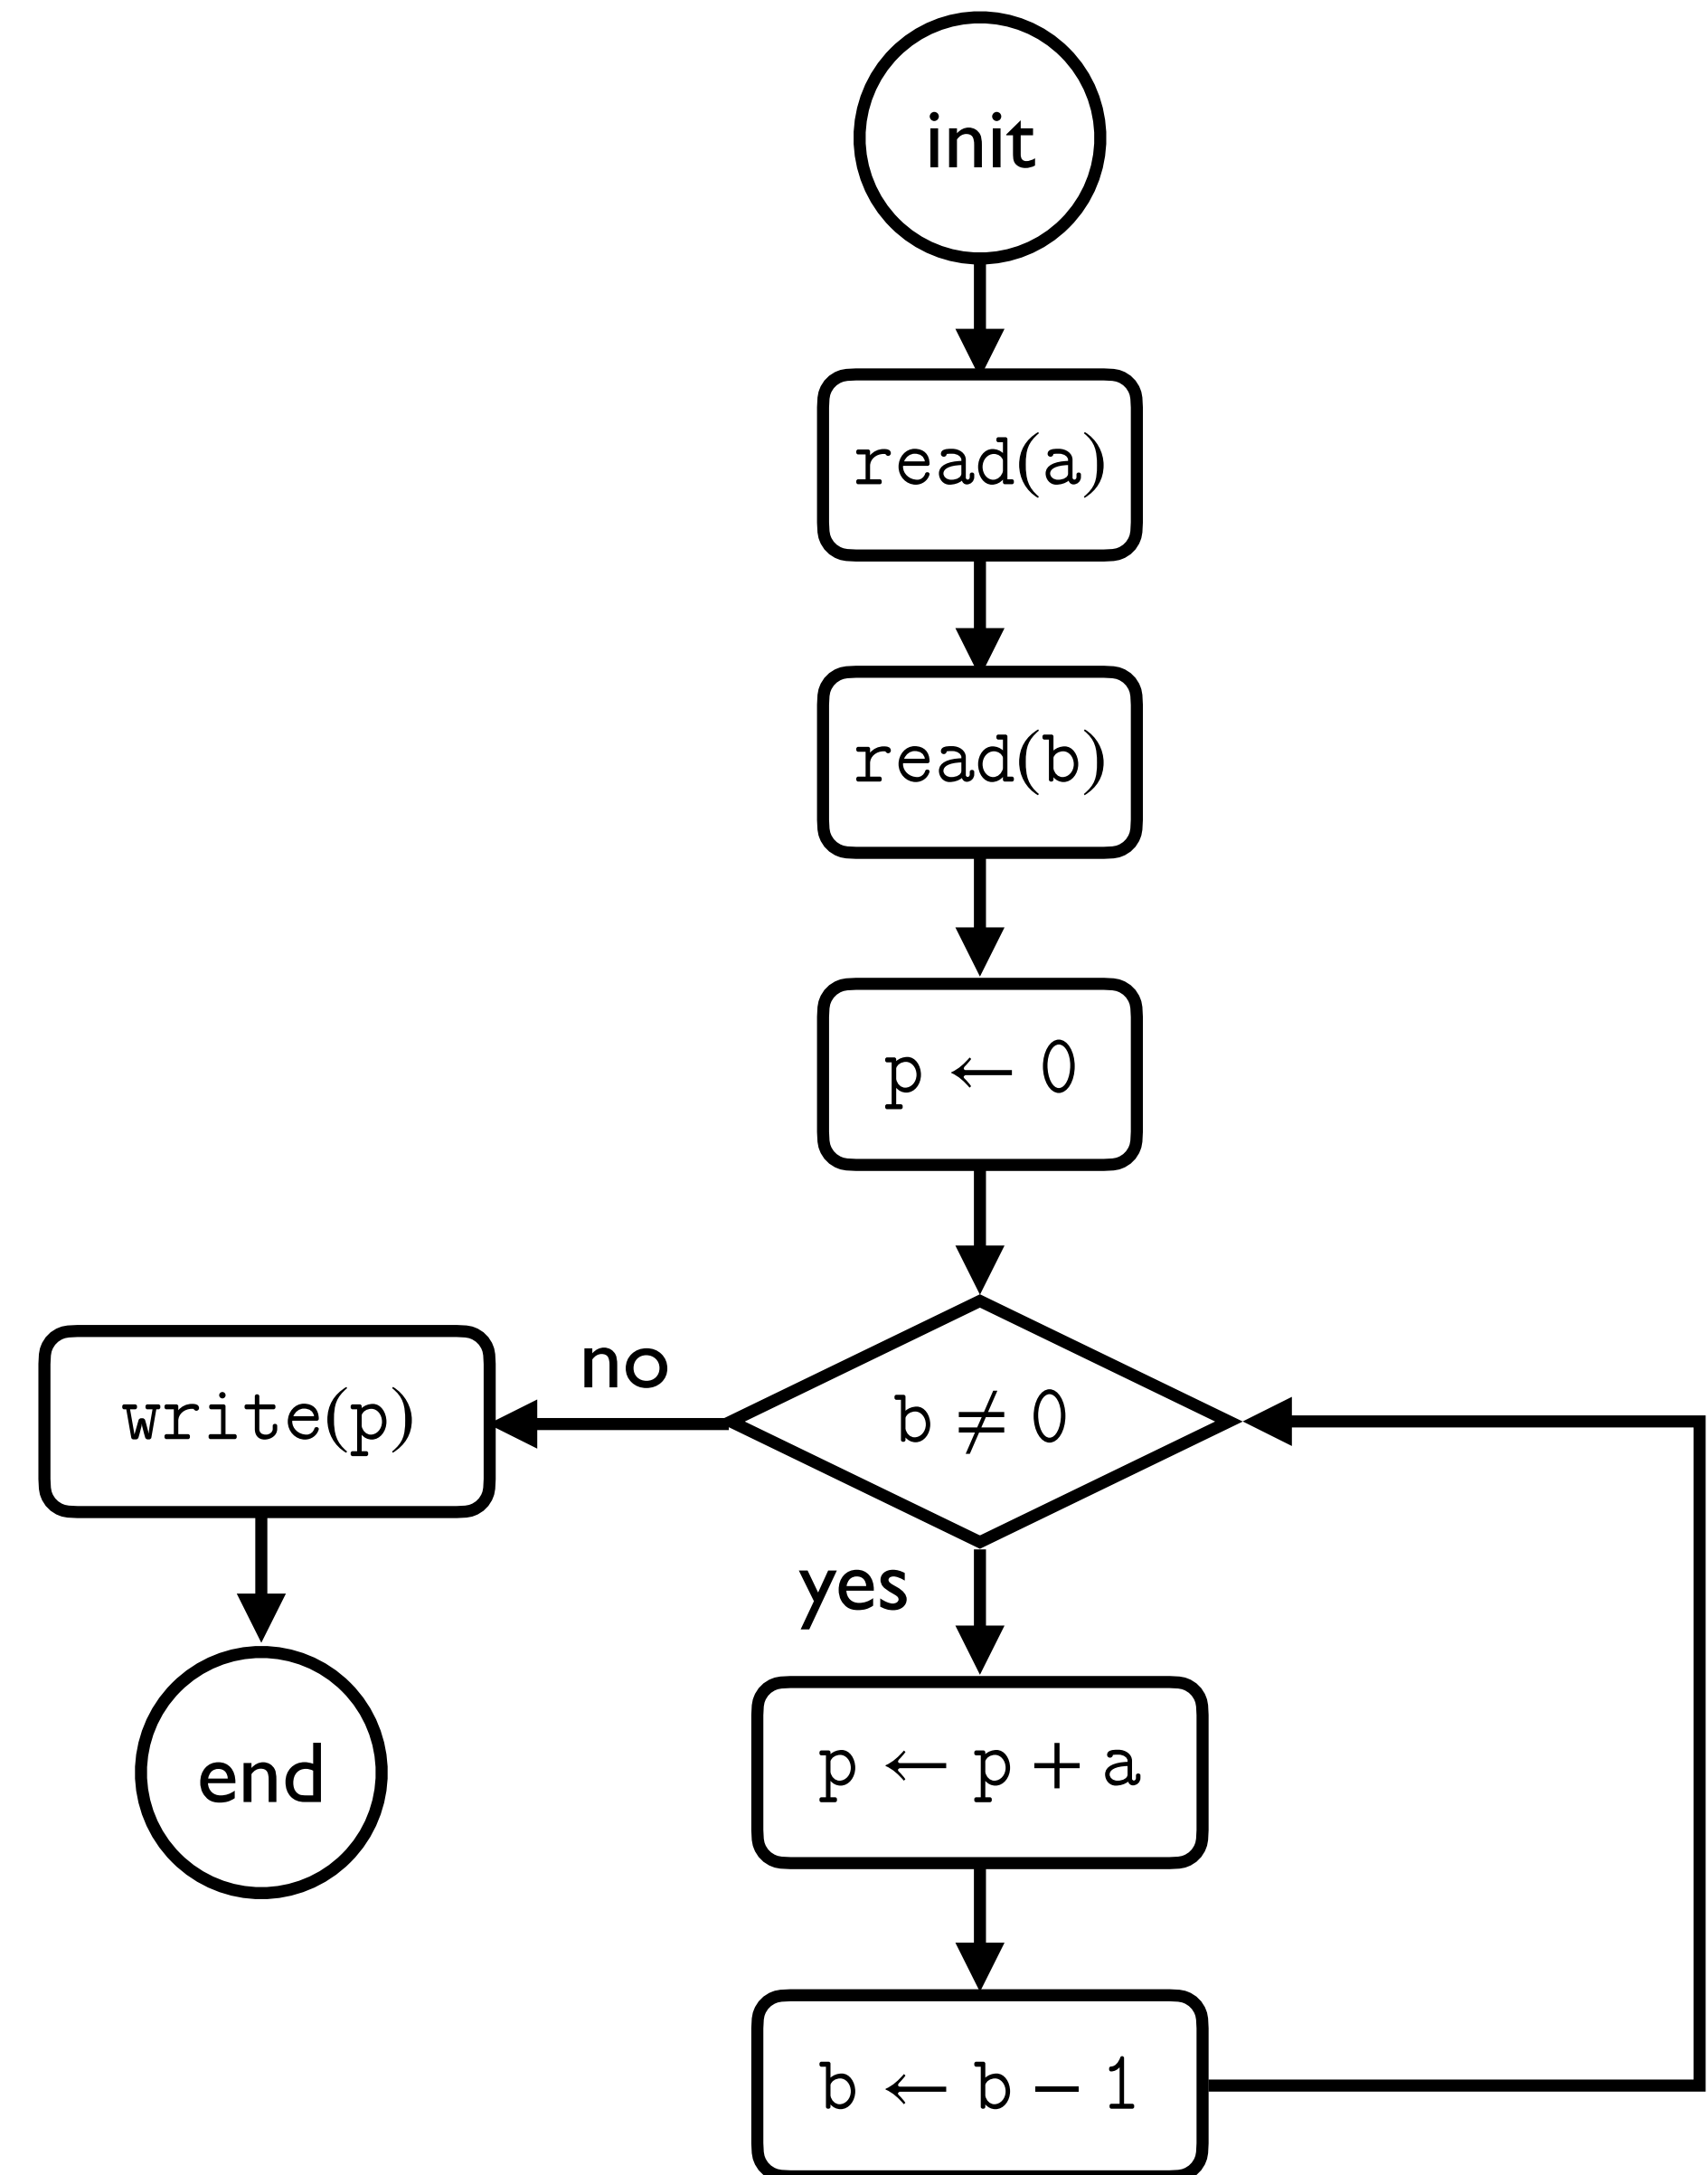 init
read(a)
read(b)
p ← 0
b ≠ 0
no
write(p)
end
yes
p ← p + a
b ← b − 1